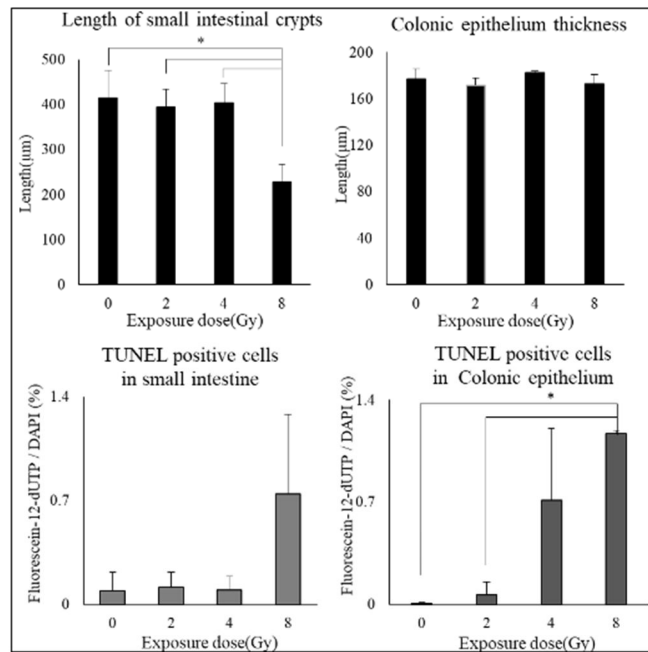 Length of small intestinal crypts
*
500
400
300
200
100
0
Length(μm)
0 2 4 8
Exposure dose(Gy)
Colonic epithelium thickness
200
160
120
80
40
0
Length(μm)
0 2 4 8
Exposure dose(Gy)
TUNEL positive cells
in small intestine
1.4
0.7
0
Fluorescein-12-dUTP / DAPI (%)
0 2 4 8
Exposure dose(Gy)
TUNEL positive cells
in Colonic epithelium
*
1.4
0.7
0
Fluorescein-12-dUTP / DAPI (%)
0 2 4 8
Exposure dose(Gy)